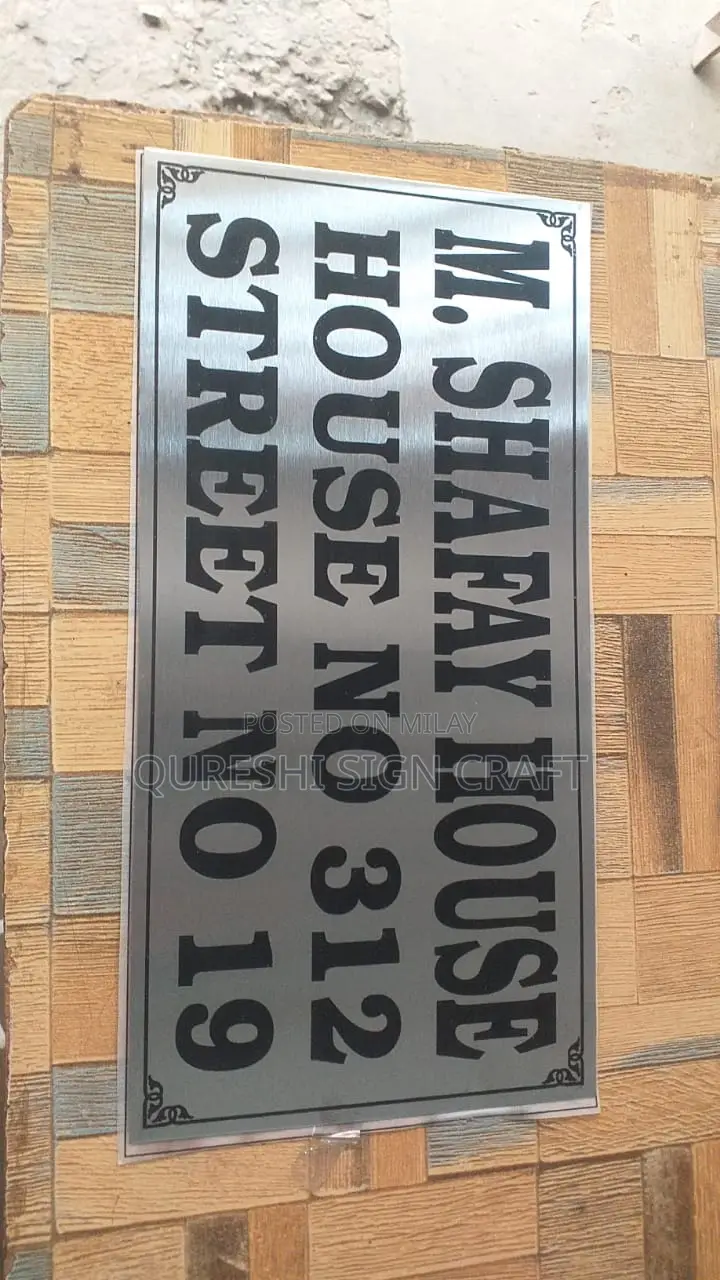 M. SHAFAY HOUSE
HOUSE NO 312
STREET NO 19
POSTED ON MILAY
QURESHI SIGN CRAFT